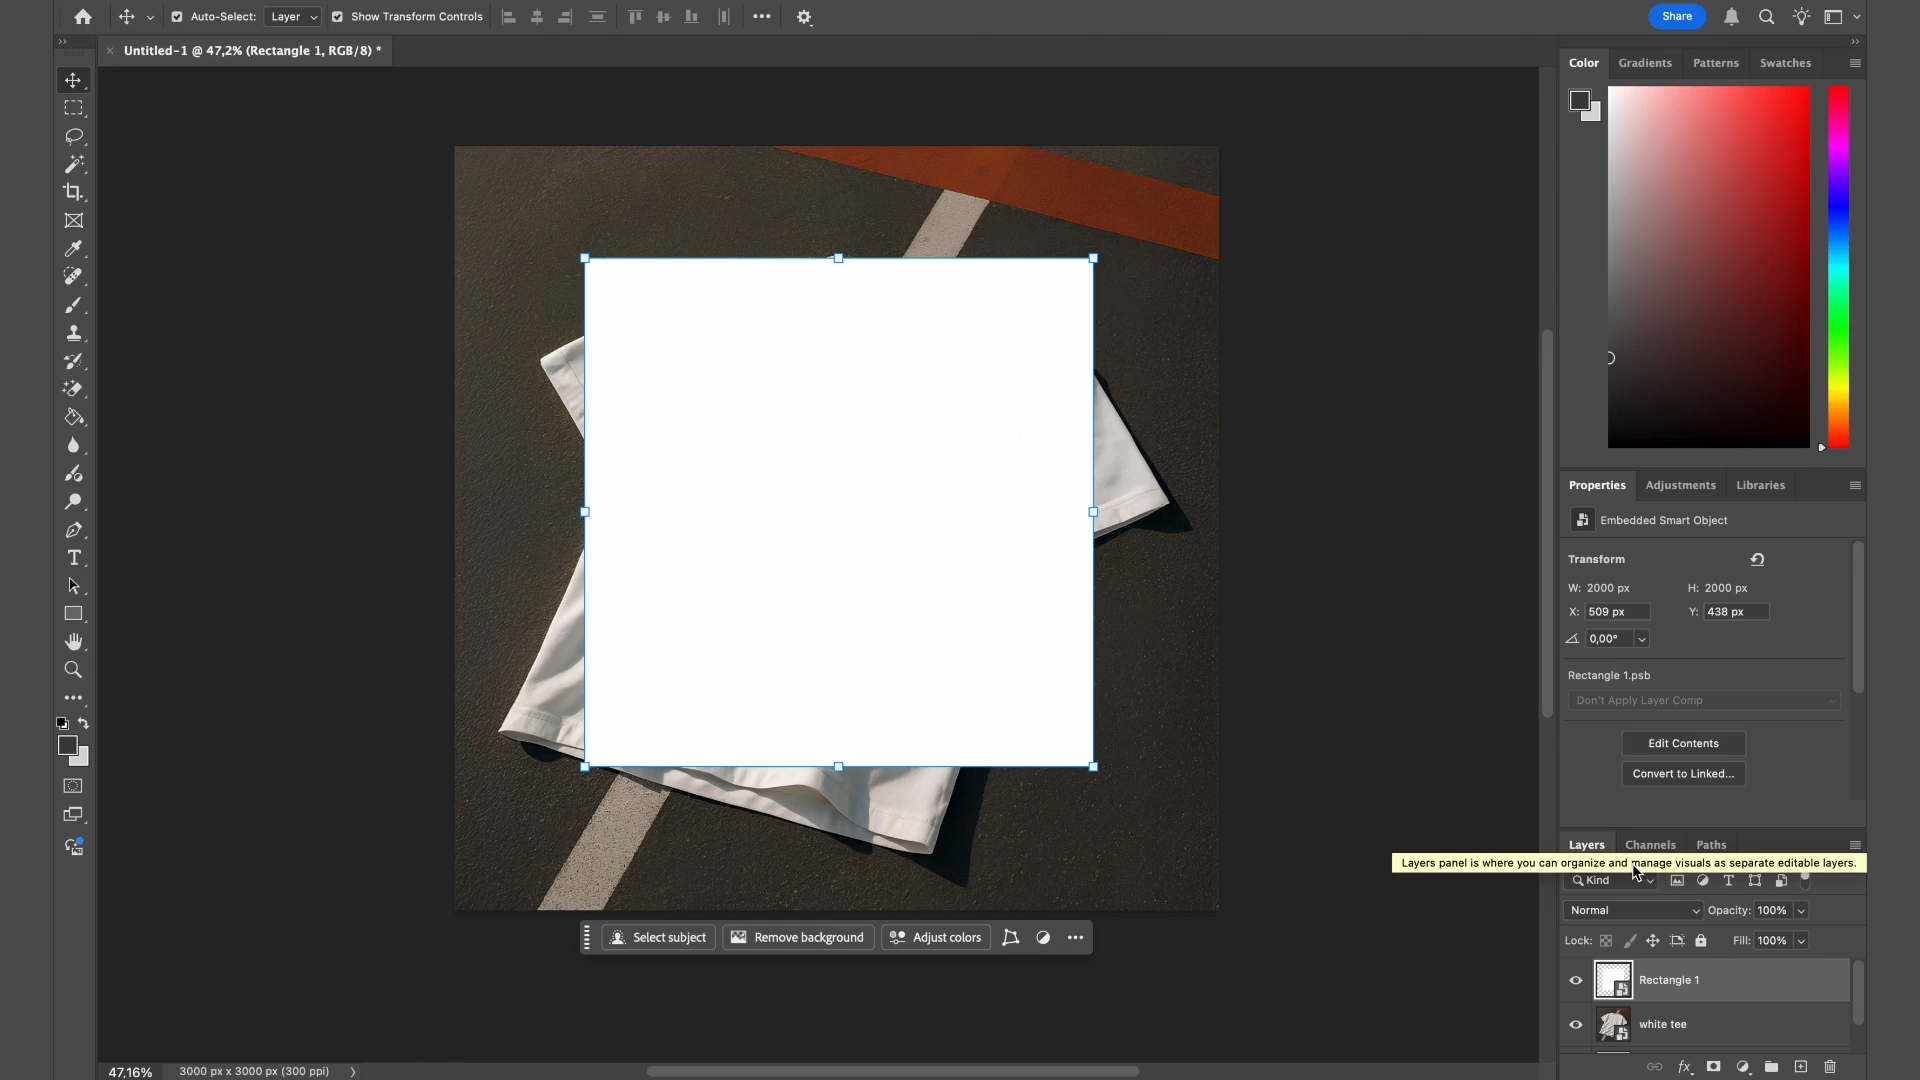 Auto-Select:
Layer
Show Transform Controls
Share
Untitled-1 @ 47,2% (Rectangle 1, RGB/8) *
Color
Gradients
Patterns
Swatches
Properties
Adjustments
Libraries
Embedded Smart Object
Transform
W: 2000 px
H: 2000 px
X: 509 px
Y: 438 px
0,00°
Rectangle 1.psb
Don't Apply Layer Comp
Edit Contents
Convert to Linked...
Layers
Channels
Paths
Layers panel is where you can organize and manage visuals as separate editable layers.
Kind
Normal
Opacity: 100%
Lock:
Fill: 100%
Select subject
Remove background
Adjust colors
Rectangle 1
white tee
47,16%
3000 px x 3000 px (300 ppi)